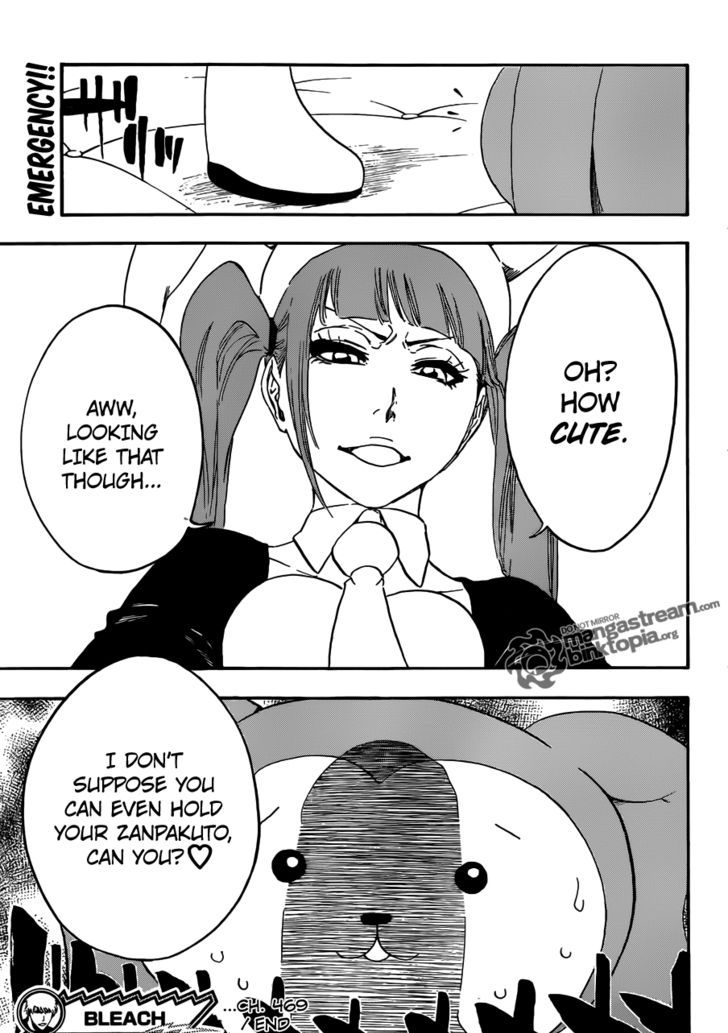 EMERGENCY!!
OH?
HOW
CUTE.
AWW,
LOOKING
LIKE THAT
THOUGH...
DO NOT MIRROR
mangastream.com
binktopia.org
I DON'T
SUPPOSE YOU
CAN EVEN HOLD
YOUR ZANPAKUTO,
CAN YOU?♡
BLEACH
...CH. 469
/ END